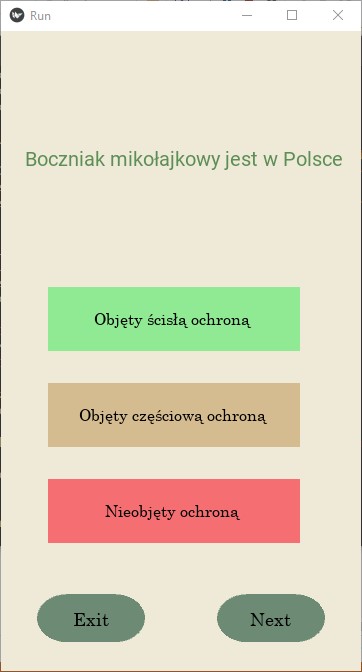 Run
Boczniak mikołajkowy jest w Polsce
Objęty ścisłą ochroną
Objęty częściową ochroną
Nieobjęty ochroną
Exit
Next